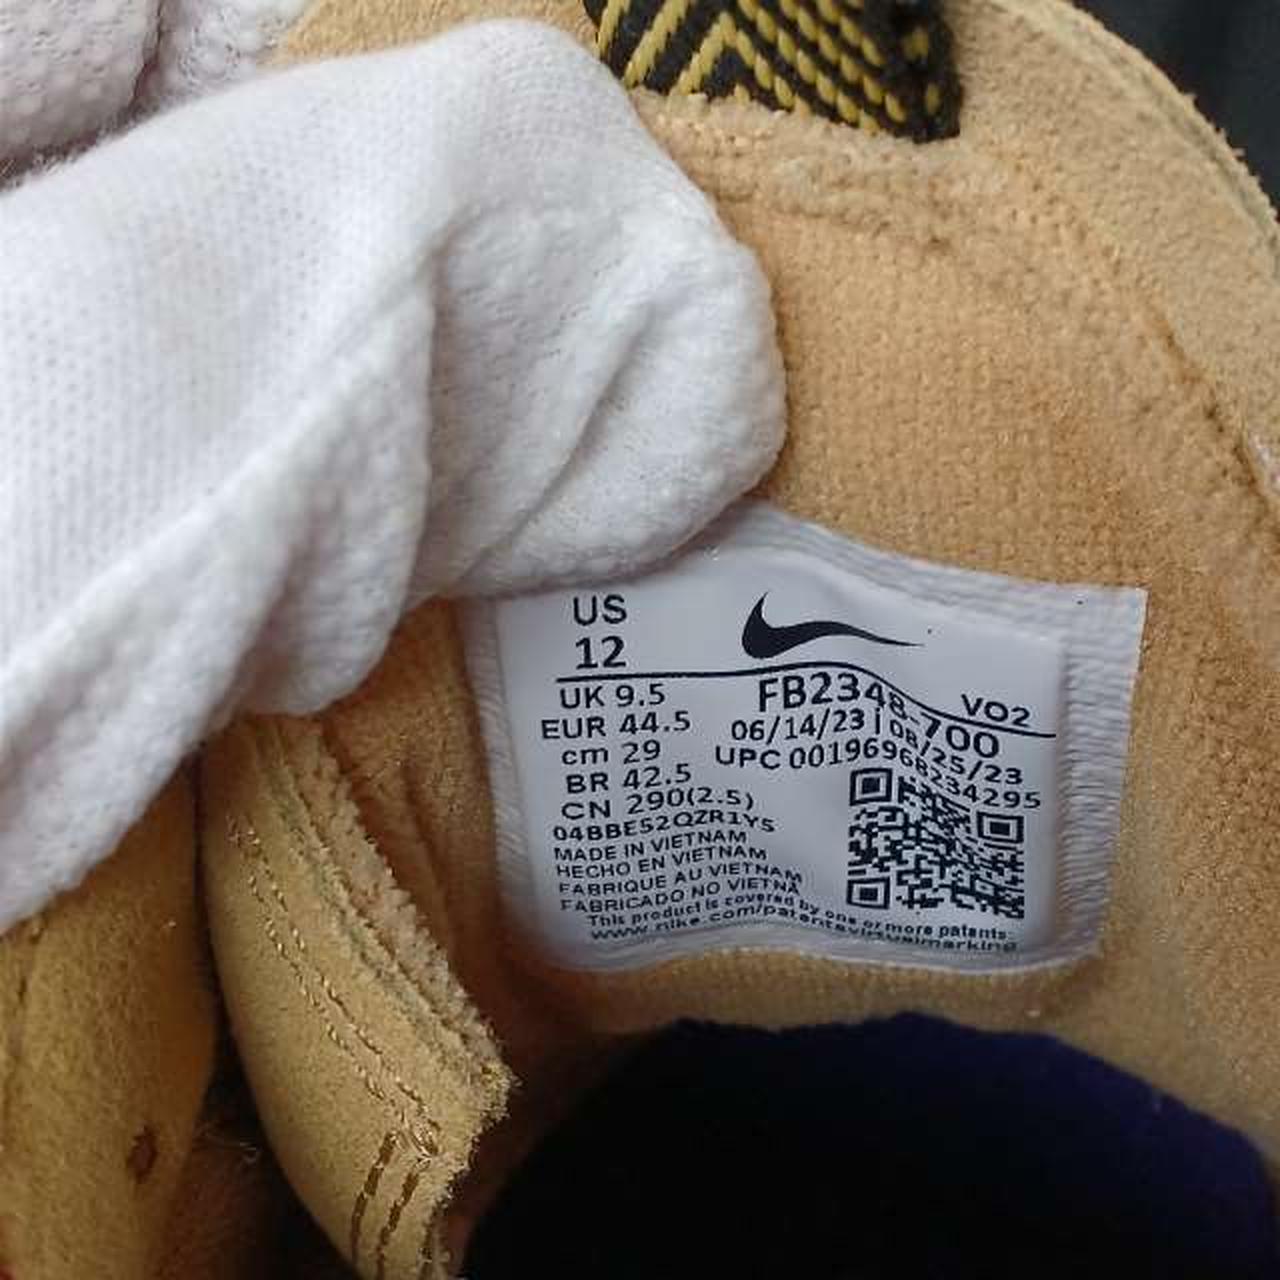 US
12
UK 9.5
EUR 44.5
cm 29
BR 42.5
CN 290(2.5)
04BBE52QZR1Y5
MADE IN VIETNAM
HECHO EN VIETNAM
FABRIQUE AU VIETNAM
FABRICADO NO VIETNÃ
FB2348-700 VO2
06/14/23 | 08/25/23
UPC 00196968234295
This product is covered by one or more patents:
www.nike.com/patentsvirtualmarking